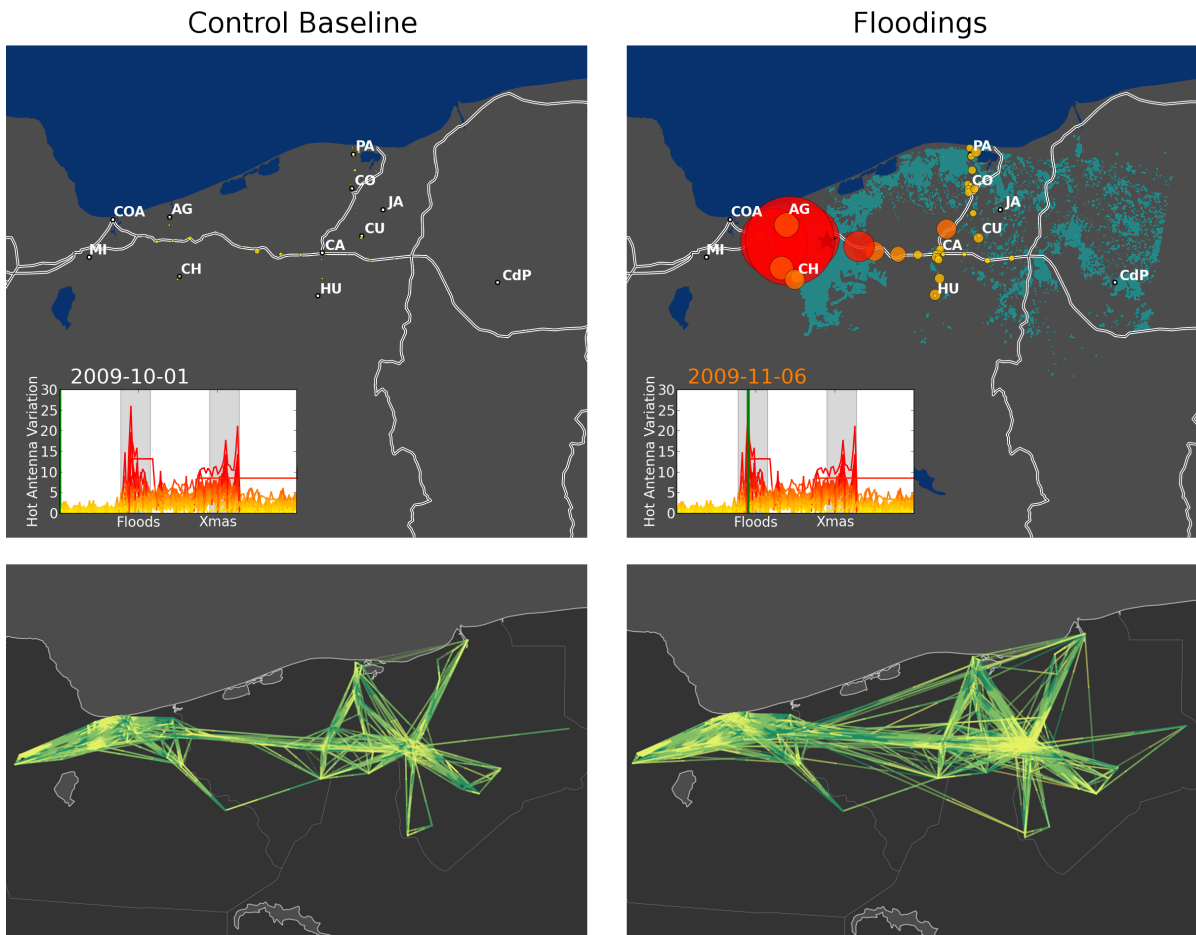 Control Baseline
Floodings
PA
CO
COA
AG
JA
CU
MI
CA
CH
CdP
HU
2009-10-01
Hot Antenna Variation
30
25
20
15
10
5
0
Floods
Xmas
PA
CO
JA
COA
AG
CU
MI
CA
CH
CdP
HU
2009-11-06
Hot Antenna Variation
30
25
20
15
10
5
0
Floods
Xmas